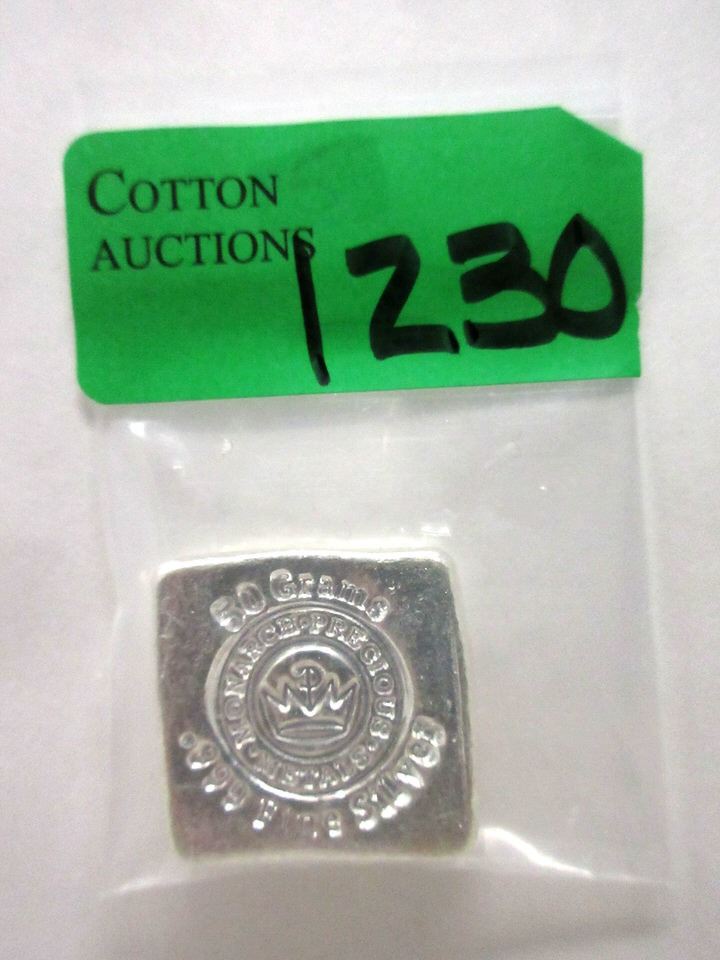 COTTON
AUCTIONS
1230
50 Grams
MONARCH · PRECIOUS · METALS ·
.999 Fine Silver